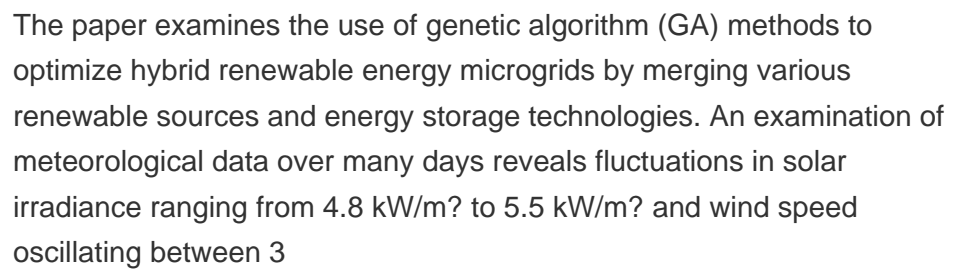 The paper examines the use of genetic algorithm (GA) methods to
optimize hybrid renewable energy microgrids by merging various
renewable sources and energy storage technologies. An examination of
meteorological data over many days reveals fluctuations in solar
irradiance ranging from 4.8 kW/m? to 5.5 kW/m? and wind speed
oscillating between 3